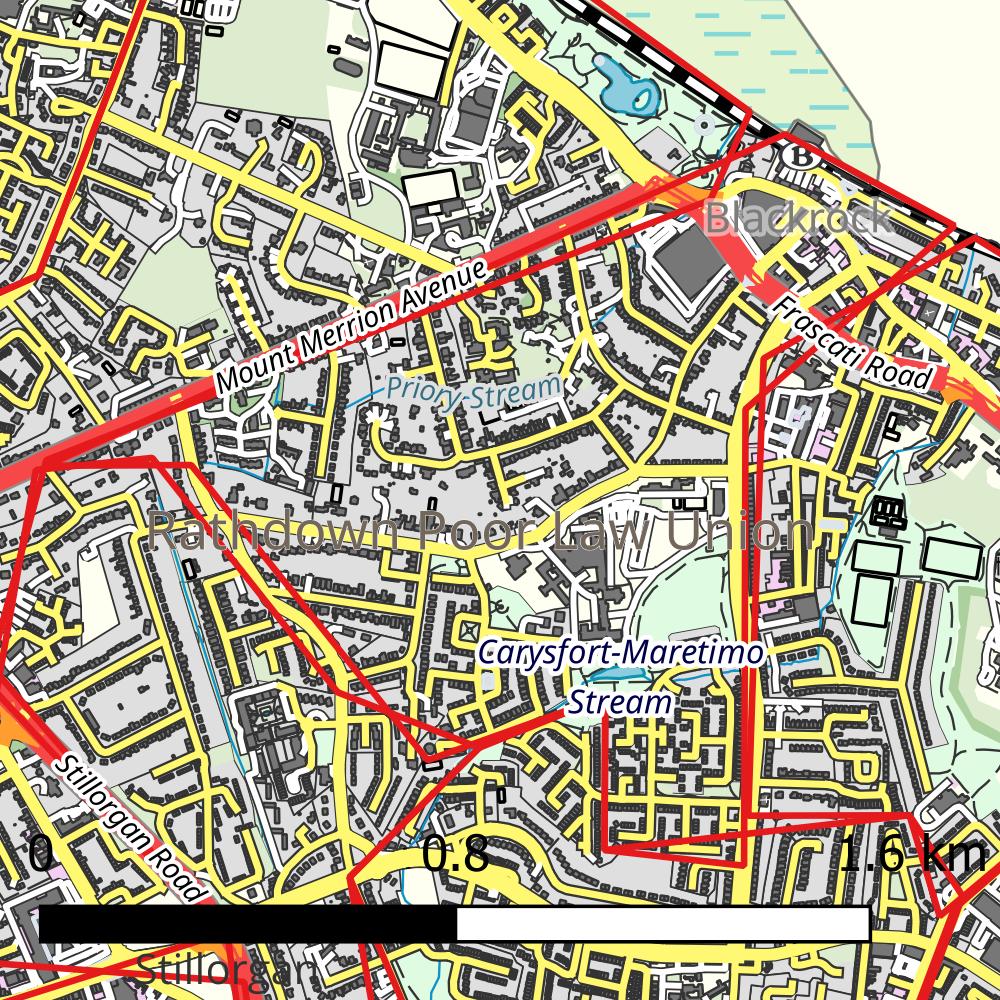 B
Blackrock
Mount Merrion Avenue
Frascati Road
Priory-Stream
Rathdown Poor Law Union
Carysfort-Maretimo
Stream
Stillorgan Road
0 0.8 1.6 km
Stillorgan